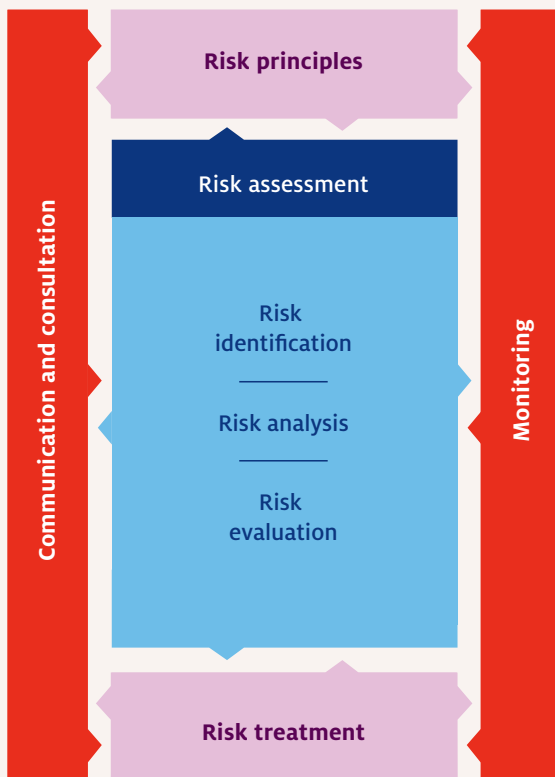 Risk principles
Communication and consultation
Risk assessment
Risk
identification
Risk analysis
Risk
evaluation
Monitoring
Risk treatment